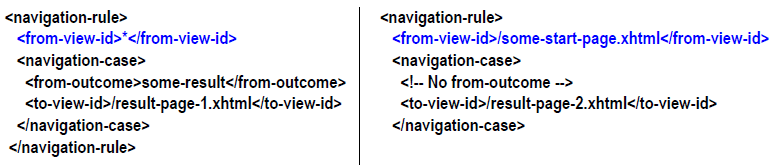 <navigation-rule>
<from-view-id>*</from-view-id>
<navigation-case>
<from-outcome>some-result</from-outcome>
<to-view-id>/result-page-1.xhtml</to-view-id>
</navigation-case>
</navigation-rule>
<navigation-rule>
<from-view-id>/some-start-page.xhtml</from-view-id>
<navigation-case>
<!-- No from-outcome -->
<to-view-id>/result-page-2.xhtml</to-view-id>
</navigation-case>